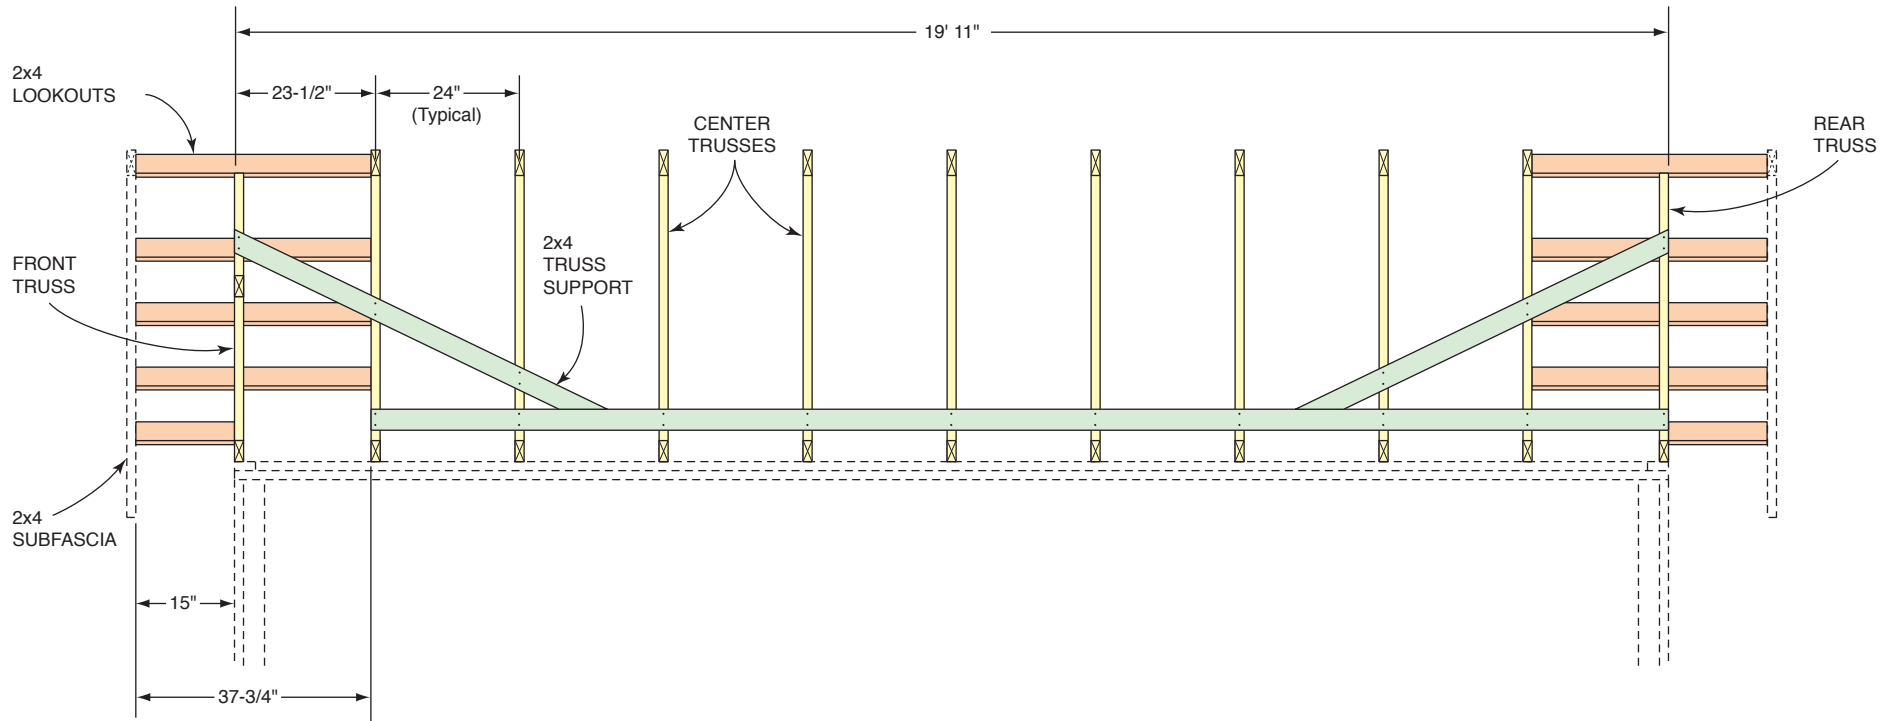 19' 11"
2x4
LOOKOUTS
23-1/2"
24"
(Typical)
CENTER
TRUSSES
REAR
TRUSS
FRONT
TRUSS
2x4
TRUSS
SUPPORT
2x4
SUBFASCIA
15"
37-3/4"